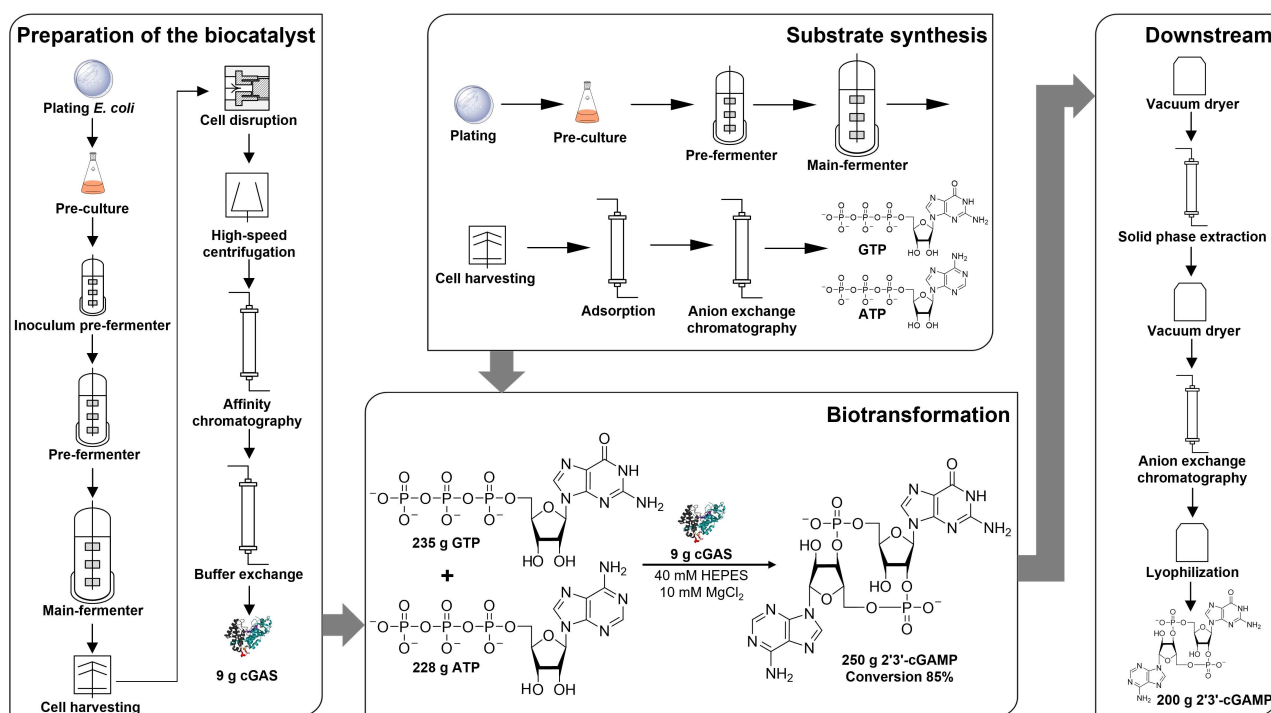 Preparation of the biocatalyst
Plating E. coli
Pre-culture
Inoculum pre-fermenter
Pre-fermenter
Main-fermenter
Cell harvesting
Cell disruption
High-speed
centrifugation
Affinity
chromatography
Buffer exchange
9 g cGAS
Substrate synthesis
Plating
Pre-culture
Pre-fermenter
Main-fermenter
Cell harvesting
Adsorption
Anion exchange
chromatography
GTP
ATP
Biotransformation
235 g GTP
+
228 g ATP
9 g cGAS
40 mM HEPES
10 mM MgCl₂
250 g 2'3'-cGAMP
Conversion 85%
Downstream
Vacuum dryer
Solid phase extraction
Vacuum dryer
Anion exchange
chromatography
Lyophilization
200 g 2'3'-cGAMP